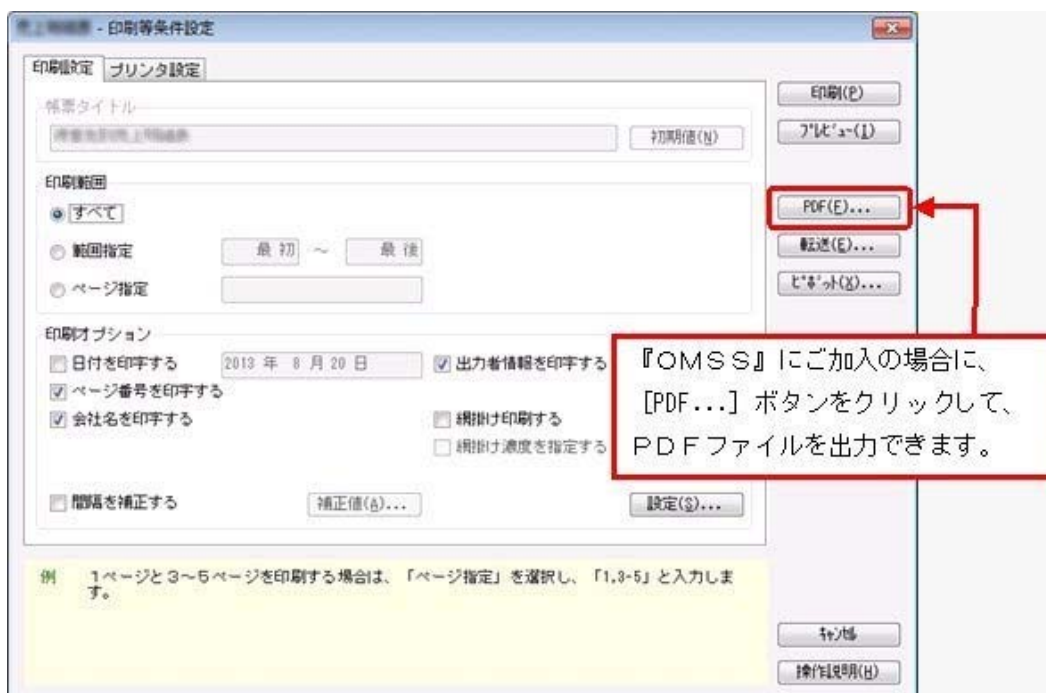 - 印刷等条件設定
印刷設定 プリンタ設定
帳票タイトル
初期値(N)
印刷範囲
すべて
範囲指定 最初 ～ 最後
ページ指定
印刷オプション
日付を印字する 2013 年 8 月 20 日 出力者情報を印字する
ページ番号を印字する
会社名を印字する 網掛け印刷する
網掛け濃度を指定する
間隔を補正する 補正値(A)... 設定(S)...
例 1ページと3～5ページを印刷する場合は、「ページ指定」を選択し、「1,3-5」と入力しま
す。
印刷(P)
ﾌﾟﾚﾋﾞｭｰ(I)
PDF(F)...
転送(E)...
ﾋﾟﾎﾞｯﾄ(X)...
『ＯＭＳＳ』にご加入の場合に、
［PDF...］ボタンをクリックして、
ＰＤＦファイルを出力できます。
ｷｬﾝｾﾙ
操作説明(H)